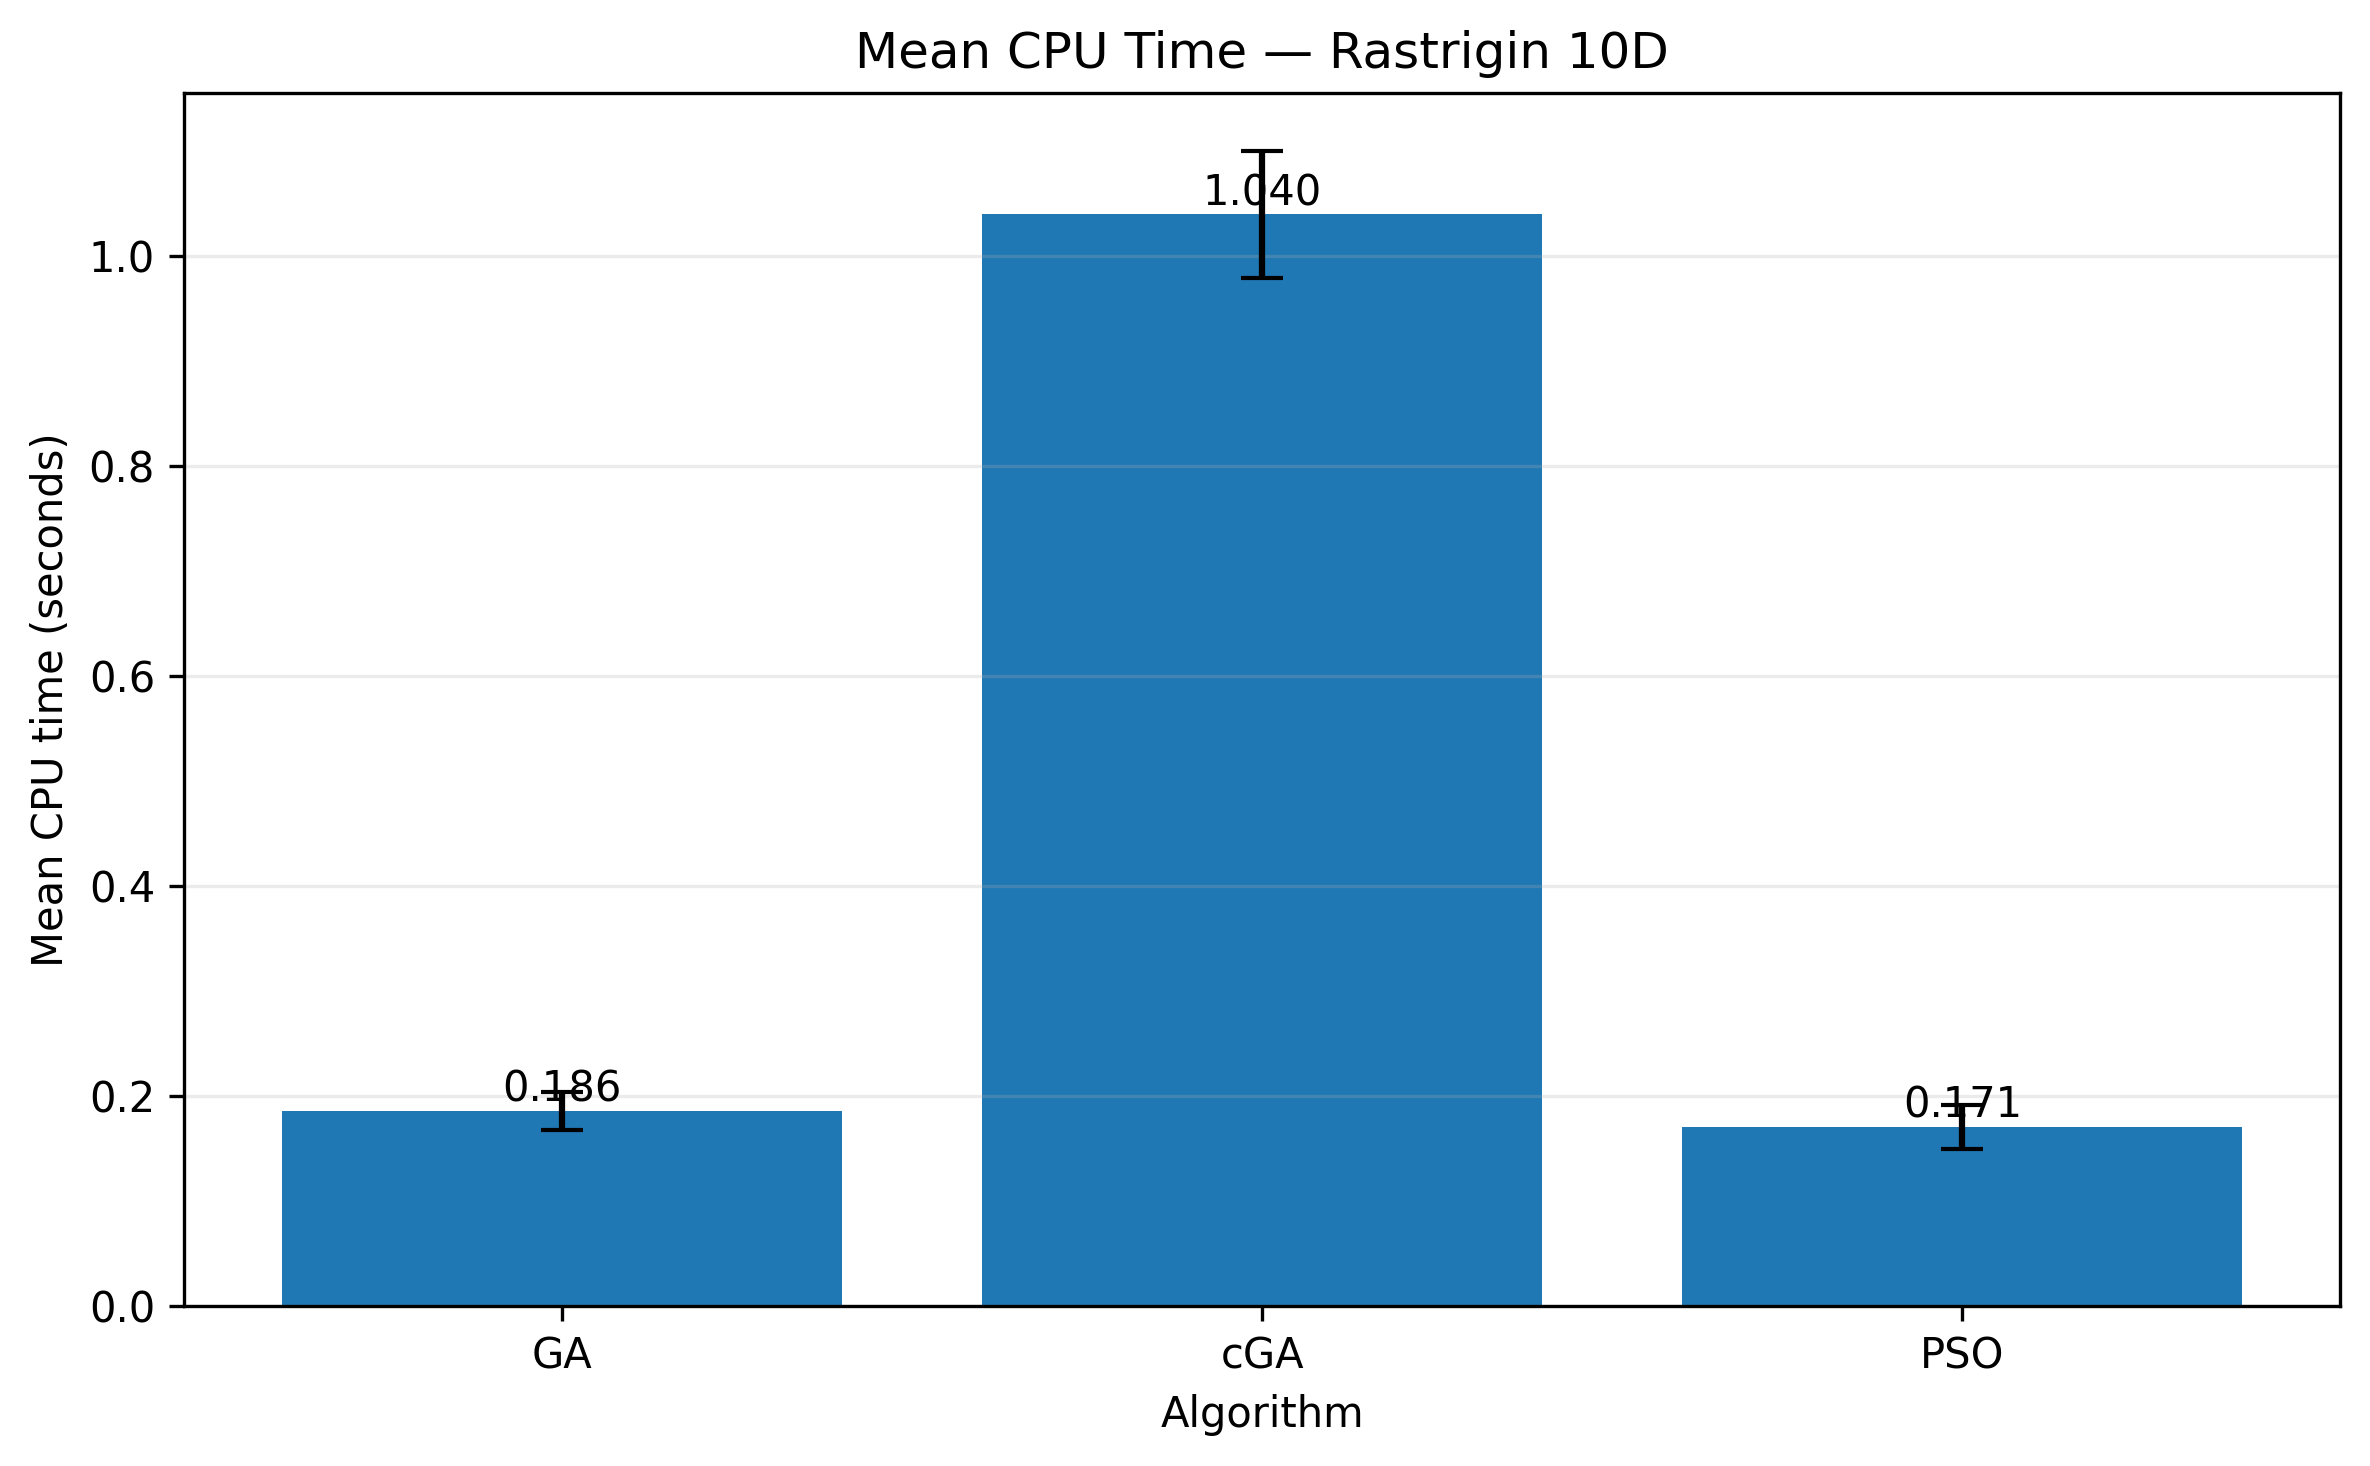 Mean CPU Time — Rastrigin 10D
Mean CPU time (seconds)
1.0
0.8
0.6
0.4
0.2
0.0
0.186
1.040
0.171
GA
cGA
PSO
Algorithm